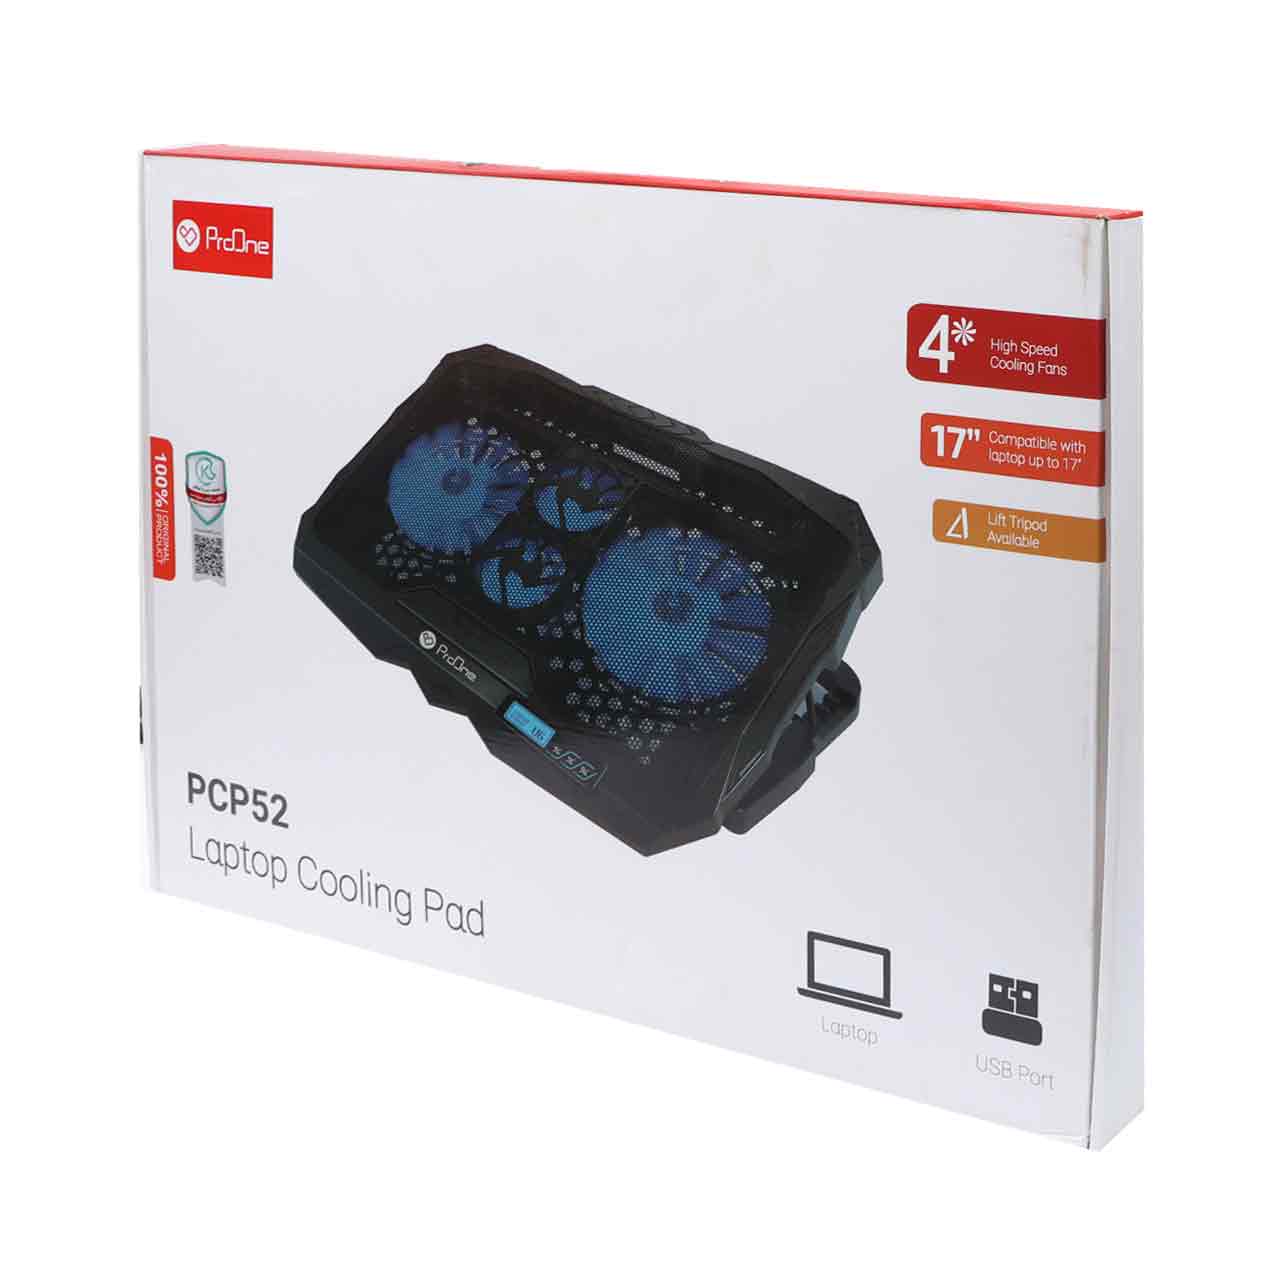 ProOne
4*
High Speed
Cooling Fans
17"
Compatible with
laptop up to 17"
Lift Tripod
Available
100%
ORIGINAL
PRODUCT
ProOne
PCP52
Laptop Cooling Pad
Laptop
USB Port